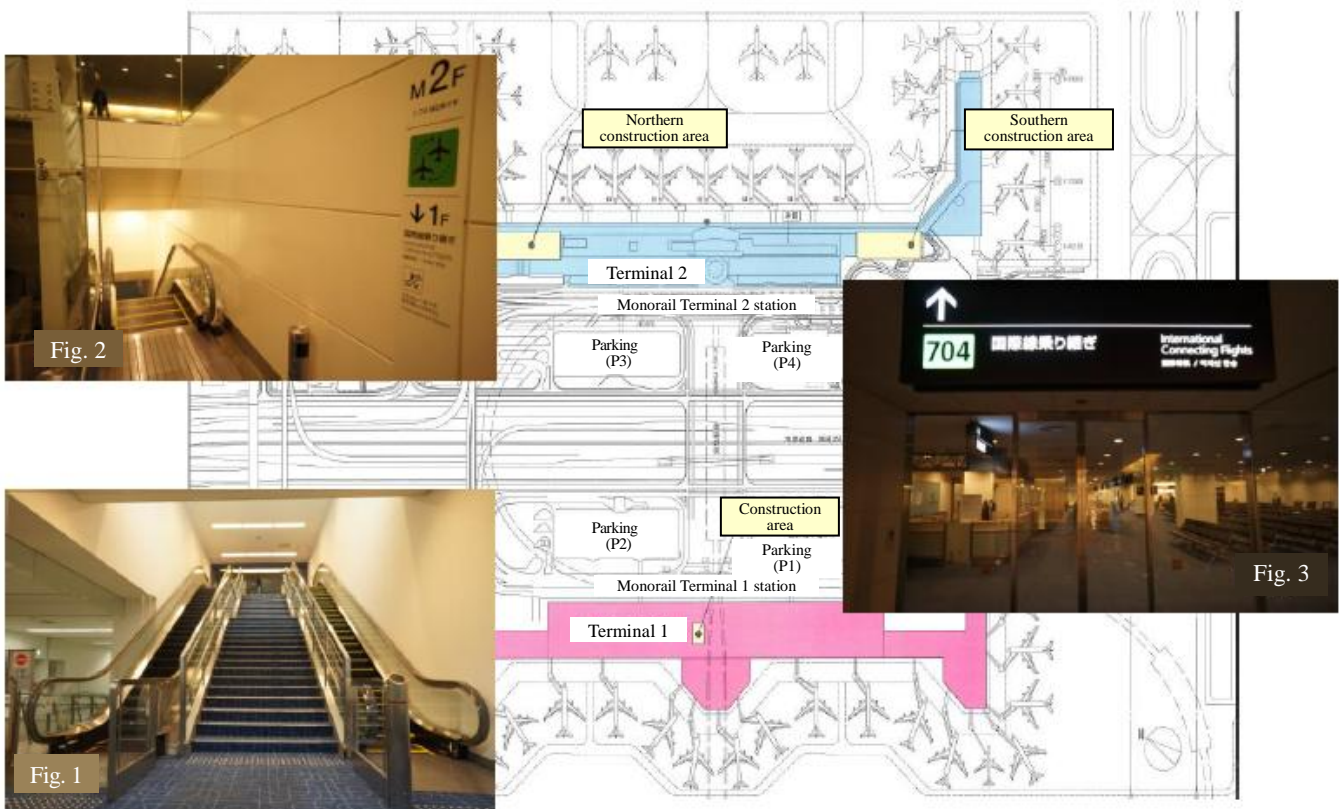 M2F
↓1F
国際線乗り継ぎ
Fig. 2
Northern
construction area
Southern
construction area
Terminal 2
Monorail Terminal 2 station
Parking
(P3)
Parking
(P4)
704
国際線乗り継ぎ
International
Connecting Flights
Fig. 3
Construction
area
Parking
(P2)
Parking
(P1)
Monorail Terminal 1 station
Terminal 1
Fig. 1